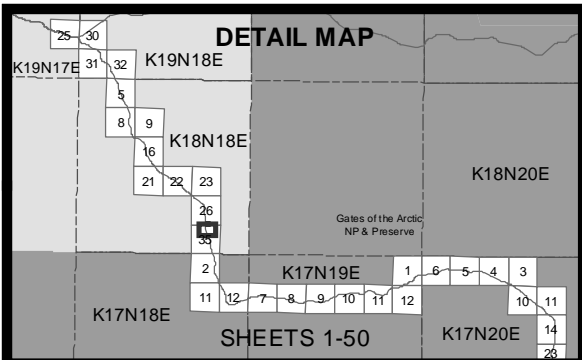 DETAIL MAP
25 30
K19N17E 31 32 K19N18E
5
8 9
16 K18N18E
21 22 23
K18N20E
26
Gates of the Arctic
NP & Preserve
35
2 K17N19E 1 6 5 4 3
11 12 7 8 9 10 11 12 10 11
K17N18E
14
SHEETS 1-50 K17N20E
23